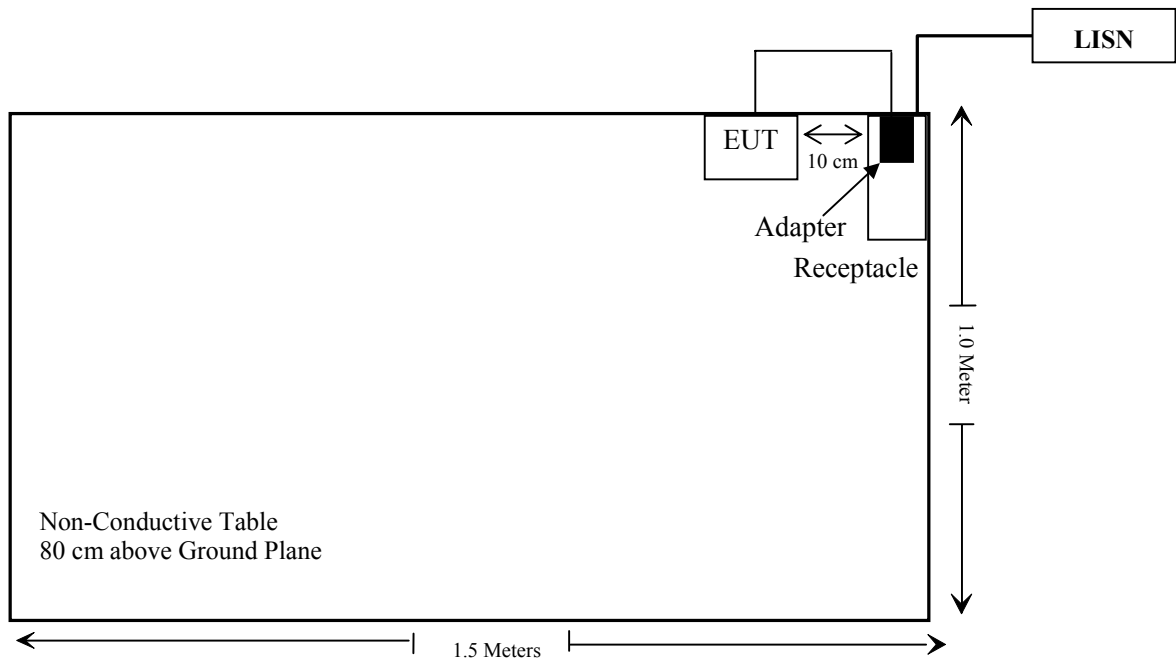 LISN
EUT
10 cm
Adapter
Receptacle
1.0 Meter
Non-Conductive Table
80 cm above Ground Plane
1.5 Meters